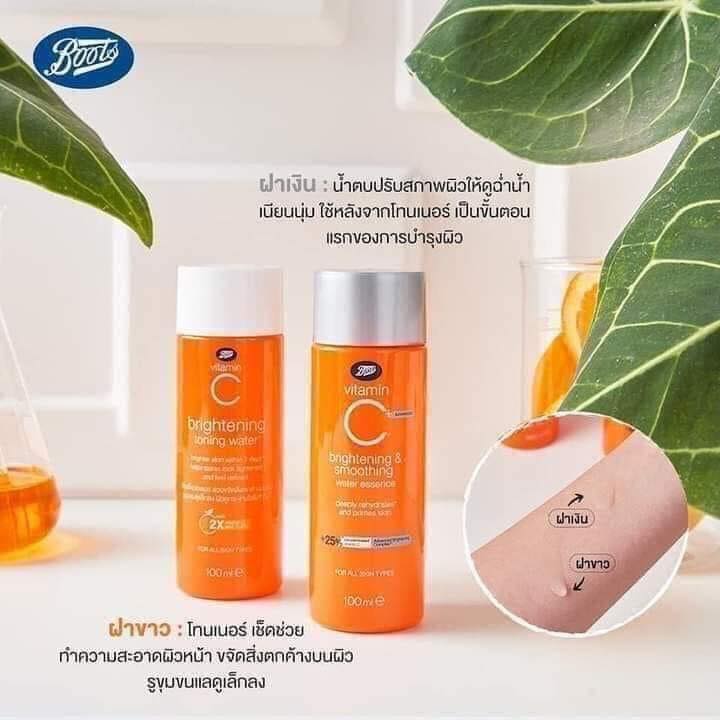 Boots
ฝาเงิน : น้ำตบปรับสภาพผิวให้ดูฉ่ำน้ำ
เนียนนุ่ม ใช้หลังจากโทนเนอร์ เป็นขั้นตอน
แรกของการบำรุงผิว
Boots
vitamin
C
brightening
toning water
and feel refined
2X
FOR ALL SKIN TYPES
100 ml e
Boots
vitamin
C+
brightening &
smoothing
water essence
deeply rehydrates
and primes skin
+25%
FOR ALL SKIN TYPES
100 ml e
ฝาเงิน
ฝาขาว
ฝาขาว : โทนเนอร์ เช็ดช่วย
ทำความสะอาดผิวหน้า ขจัดสิ่งตกค้างบนผิว
รูขุมขนแลดูเล็กลง